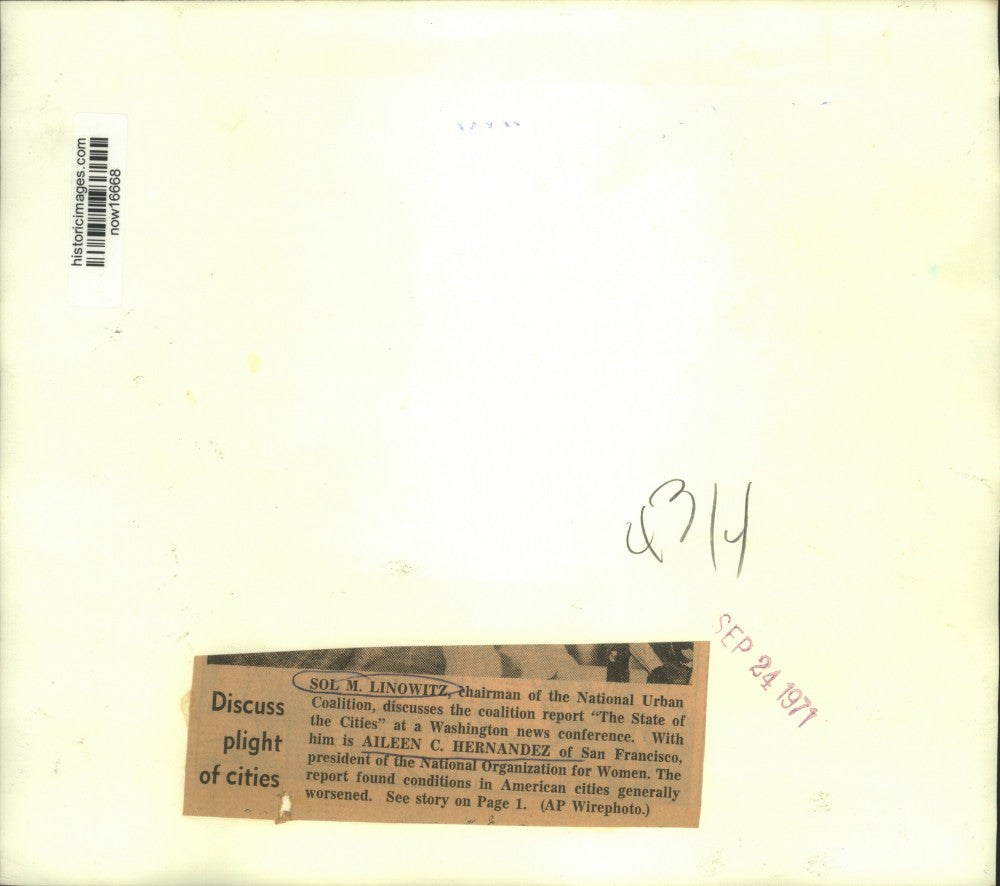 historicimages.com
now16668
SEP 24 1971
Discuss
plight
of cities
SOL M. LINOWITZ, chairman of the National Urban
Coalition, discusses the coalition report “The State of
the Cities” at a Washington news conference. With
him is AILEEN C. HERNANDEZ of San Francisco,
president of the National Organization for Women. The
report found conditions in American cities generally
worsened. See story on Page 1. (AP Wirephoto.)